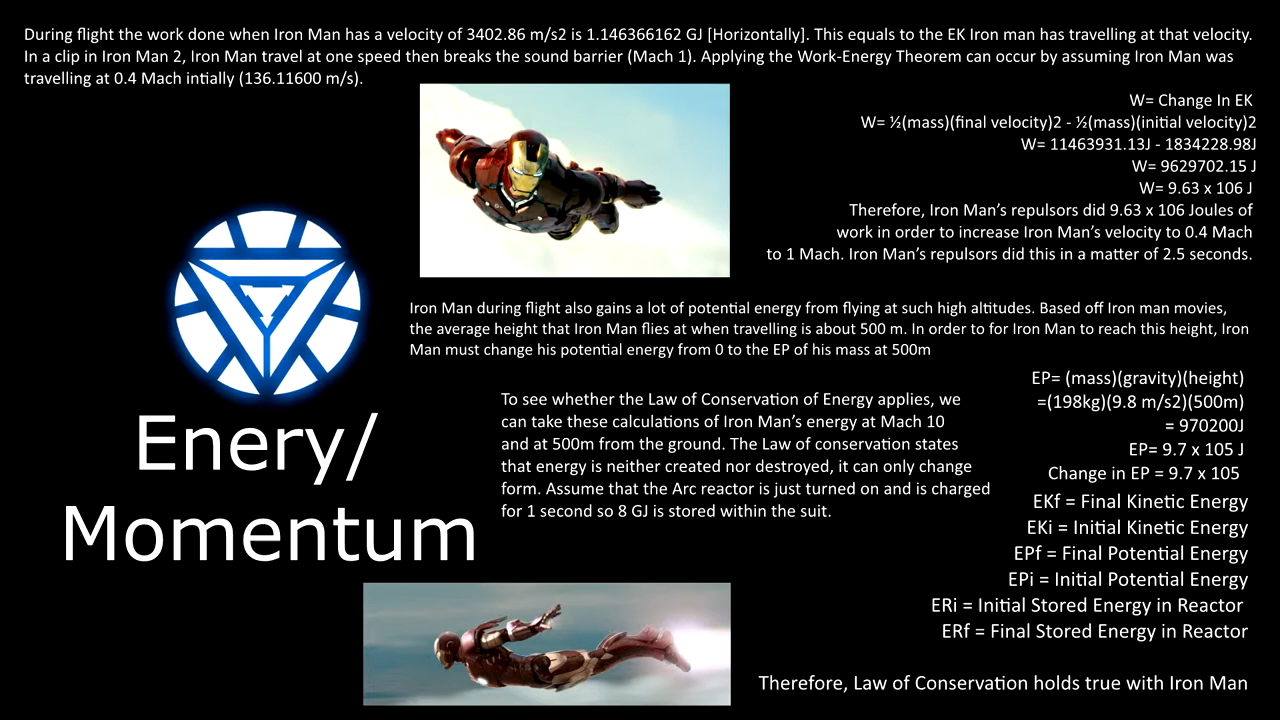 During flight the work done when Iron Man has a velocity of 3402.86 m/s2 is 1.146366162 GJ [Horizontally]. This equals to the EK Iron man has travelling at that velocity.
In a clip in Iron Man 2, Iron Man travel at one speed then breaks the sound barrier (Mach 1). Applying the Work-Energy Theorem can occur by assuming Iron Man was
travelling at 0.4 Mach intially (136.11600 m/s).
W= Change In EK
W= ½(mass)(final velocity)2 - ½(mass)(initial velocity)2
W= 11463931.13J - 1834228.98J
W= 9629702.15 J
W= 9.63 x 106 J
Therefore, Iron Man's repulsors did 9.63 x 106 Joules of
work in order to increase Iron Man's velocity to 0.4 Mach
to 1 Mach. Iron Man's repulsors did this in a matter of 2.5 seconds.
Iron Man during flight also gains a lot of potential energy from flying at such high altitudes. Based off Iron man movies,
the average height that Iron Man flies at when travelling is about 500 m. In order to for Iron Man to reach this height, Iron
Man must change his potential energy from 0 to the EP of his mass at 500m
EP= (mass)(gravity)(height)
=(198kg)(9.8 m/s2)(500m)
= 970200J
EP= 9.7 x 105 J
Change in EP = 9.7 x 105
Enery/
Momentum
To see whether the Law of Conservation of Energy applies, we
can take these calculations of Iron Man's energy at Mach 10
and at 500m from the ground. The Law of conservation states
that energy is neither created nor destroyed, it can only change
form. Assume that the Arc reactor is just turned on and is charged
for 1 second so 8 GJ is stored within the suit.
EKf = Final Kinetic Energy
EKi = Initial Kinetic Energy
EPf = Final Potential Energy
EPi = Initial Potential Energy
ERi = Initial Stored Energy in Reactor
ERf = Final Stored Energy in Reactor
Therefore, Law of Conservation holds true with Iron Man